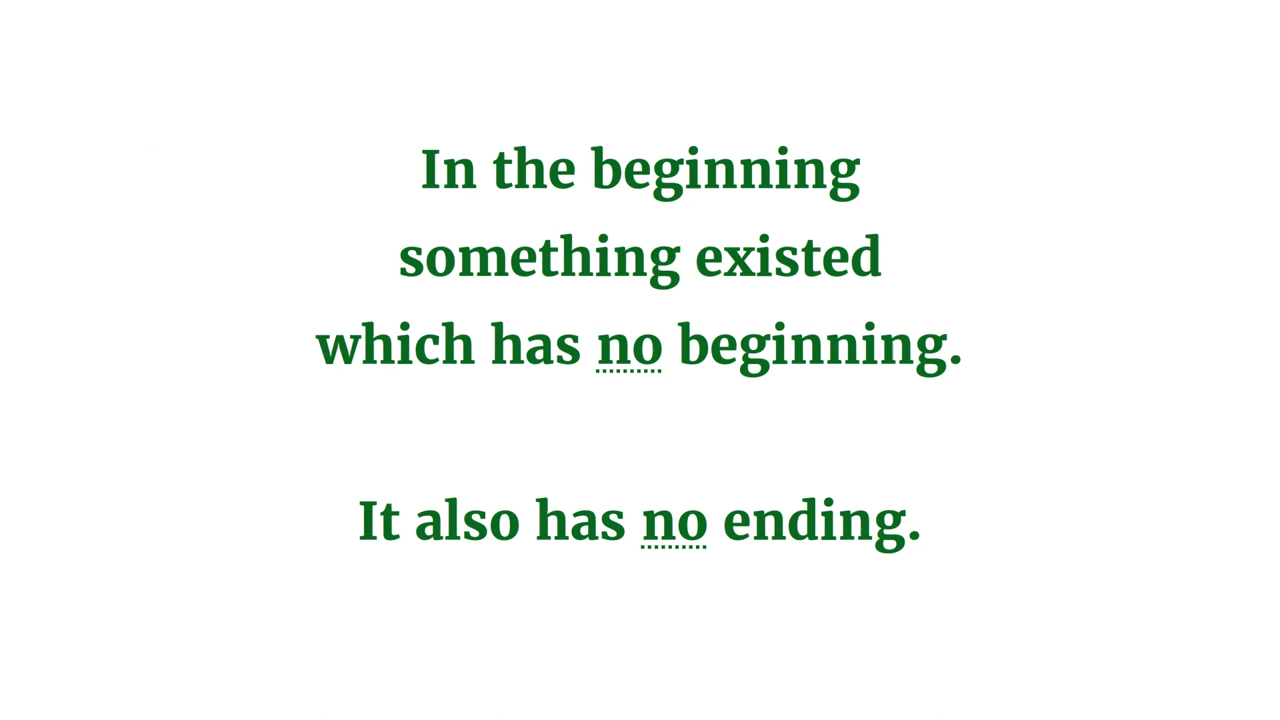 In the beginning
something existed
which has no beginning.
It also has no ending.